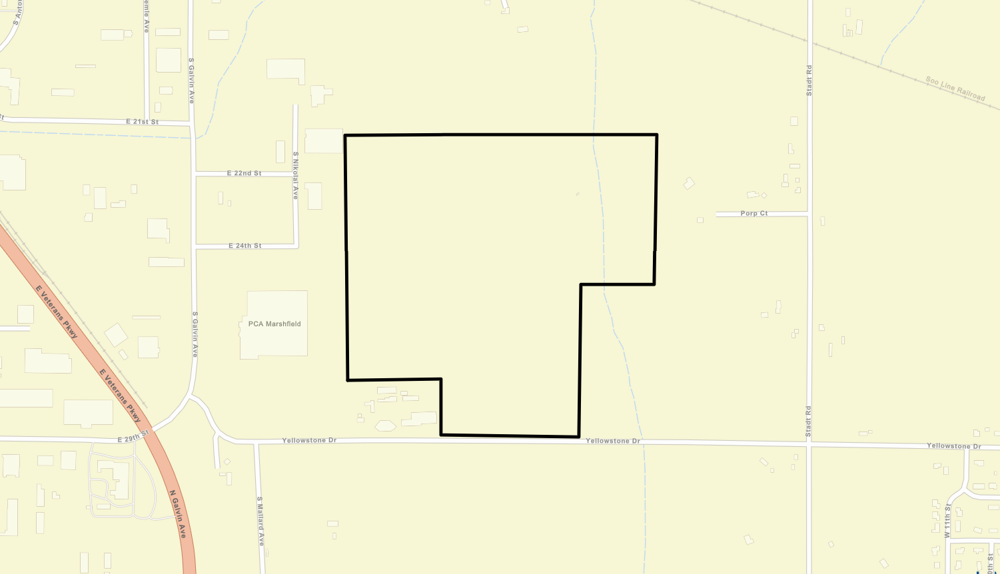 S Galvin Ave
Stadt Rd
Soo Line Railroad
E 21st St
S Nikolai Ave
E 22nd St
Porp Ct
E 24th St
E Veterans Pkwy
S Galvin Ave
PCA Marshfield
E Veterans Pkwy
Stadt Rd
E 29th St
Yellowstone Dr
Yellowstone Dr
Yellowstone Dr
N Galvin Ave
S Mallard Ave
W 11th St